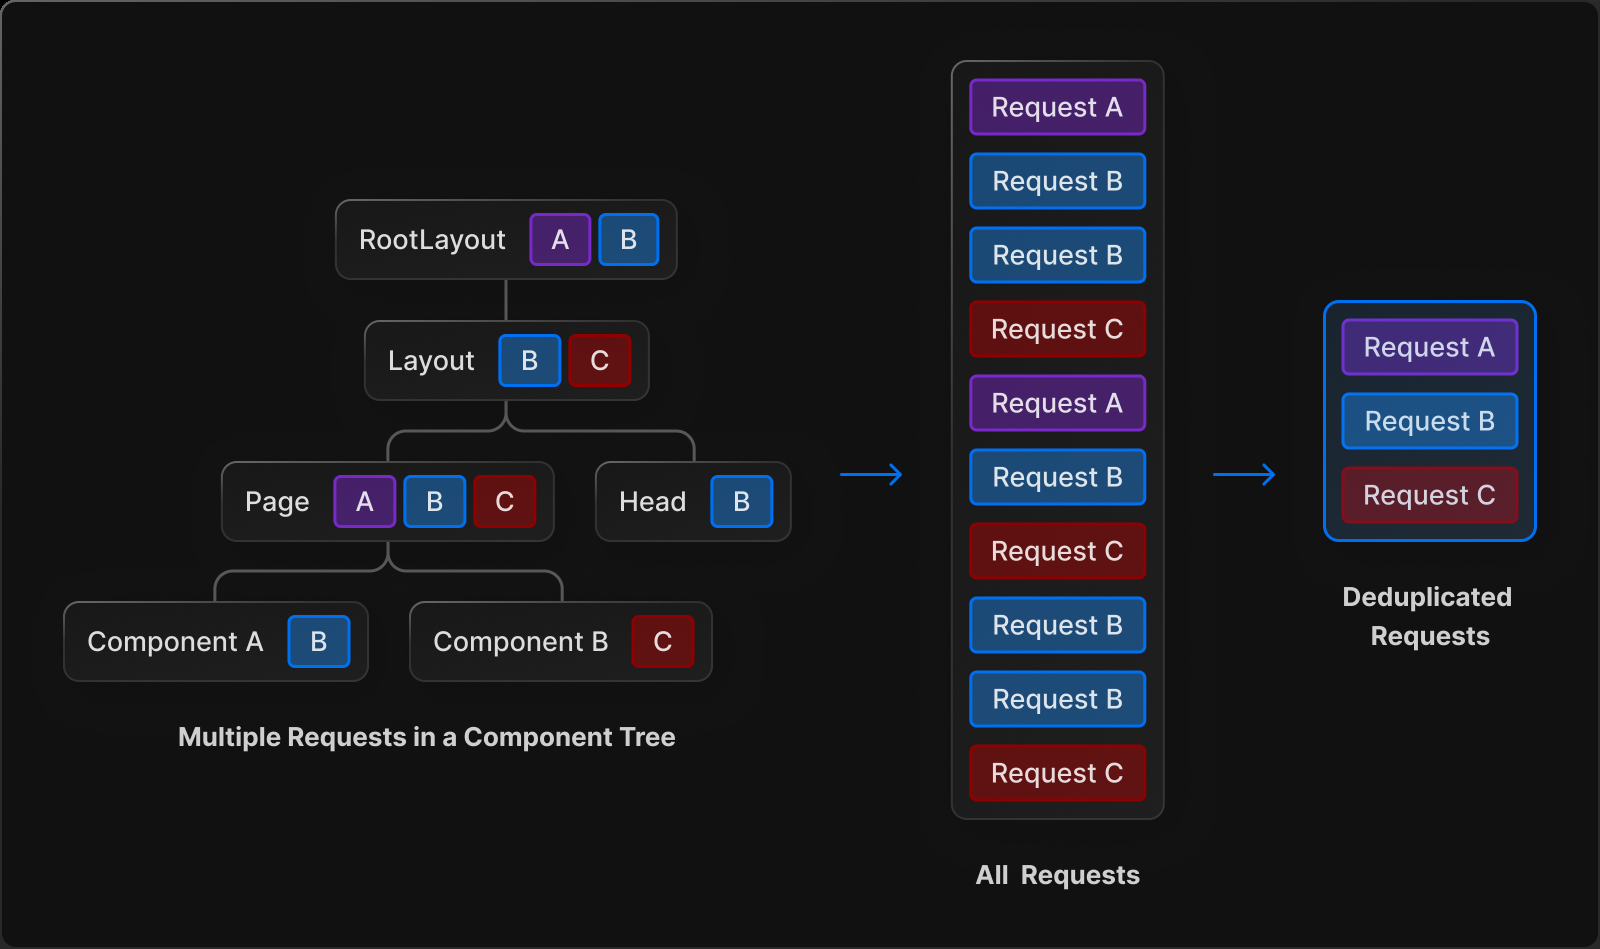 RootLayout A B
Layout B C
Page A B C
Head B
Component A B
Component B C
Multiple Requests in a Component Tree
Request A
Request B
Request B
Request C
Request A
Request B
Request C
Request B
Request B
Request C
All Requests
Request A
Request B
Request C
Deduplicated
Requests